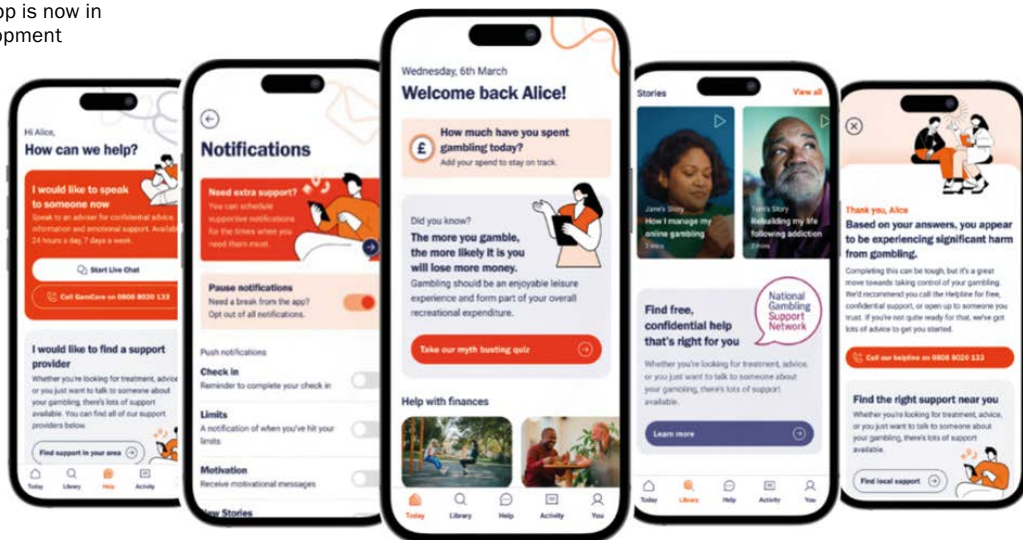 op is now in
opment
Hi Alice,
How can we help?
I would like to speak
to someone now
Speak to an adviser for confidential advice,
information and emotional support. Available
24 hours a day, 7 days a week.
Start Live Chat
Call GamCare on 0808 8020 133
I would like to find a support
provider
Whether you're looking for treatment, advice
or you just want to talk to someone about
your gambling, there's lots of support
available. You can find all of our support
providers below.
Find support in your area
Today Library Help Activity
Notifications
Need extra support?
You can schedule
supportive notifications
for the times when you
need them most.
Pause notifications
Need a break from the app?
Opt out of all notifications.
Push notifications
Check in
Reminder to complete your check in
Limits
A notification of when you've hit your
limits
Motivation
Receive motivational messages
New Stories
Wednesday, 6th March
Welcome back Alice!
£
How much have you spent
gambling today?
Add your spend to stay on track.
Did you know?
The more you gamble,
the more likely it is you
will lose more money.
Gambling should be an enjoyable leisure
experience and form part of your overall
recreational expenditure.
Take our myth busting quiz
Help with finances
Today Library Help Activity You
Stories View all
Jane's Story
How I manage my
online gambling
Story
Rebuilding my life
following addiction
National
Gambling
Support
Network
Find free,
confidential help
that's right for you
Whether you're looking for treatment, advice,
or you just want to talk to someone about
your gambling, there's lots of support
available.
Learn more
Today Library Help Activity You
Thank you, Alice
Based on your answers, you appear
to be experiencing significant harm
from gambling.
Completing this can be tough, but it's a great
move towards taking control of your gambling.
We'd recommend you call the Helpline for free,
confidential support, or open up to someone you
trust. If you're not quite ready for that, we've got
lots of advice to get you started.
Call our helpline on 0808 8020 133
Find the right support near you
Whether you're looking for treatment, advice,
or you just want to talk to someone about
your gambling, there's lots of support
available.
Find local support